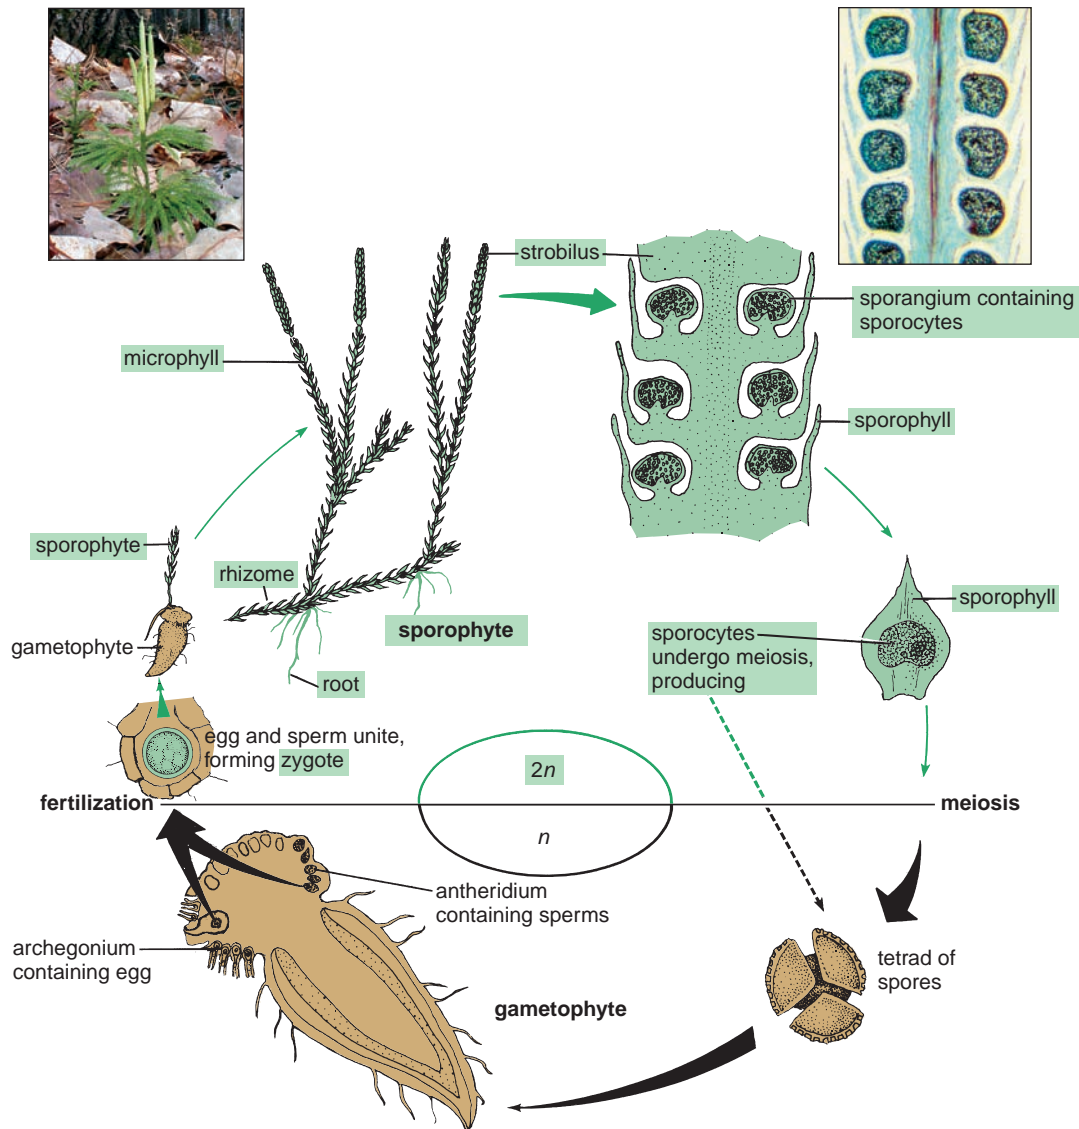 strobilus
sporangium containing
sporocytes
microphyll
sporophyll
sporophyte
rhizome
sporophyll
sporophyte
sporocytes
undergo meiosis,
producing
gametophyte
root
egg and sperm unite,
forming zygote
2n
fertilization
meiosis
n
antheridium
containing sperms
archegonium
containing egg
tetrad of
spores
gametophyte